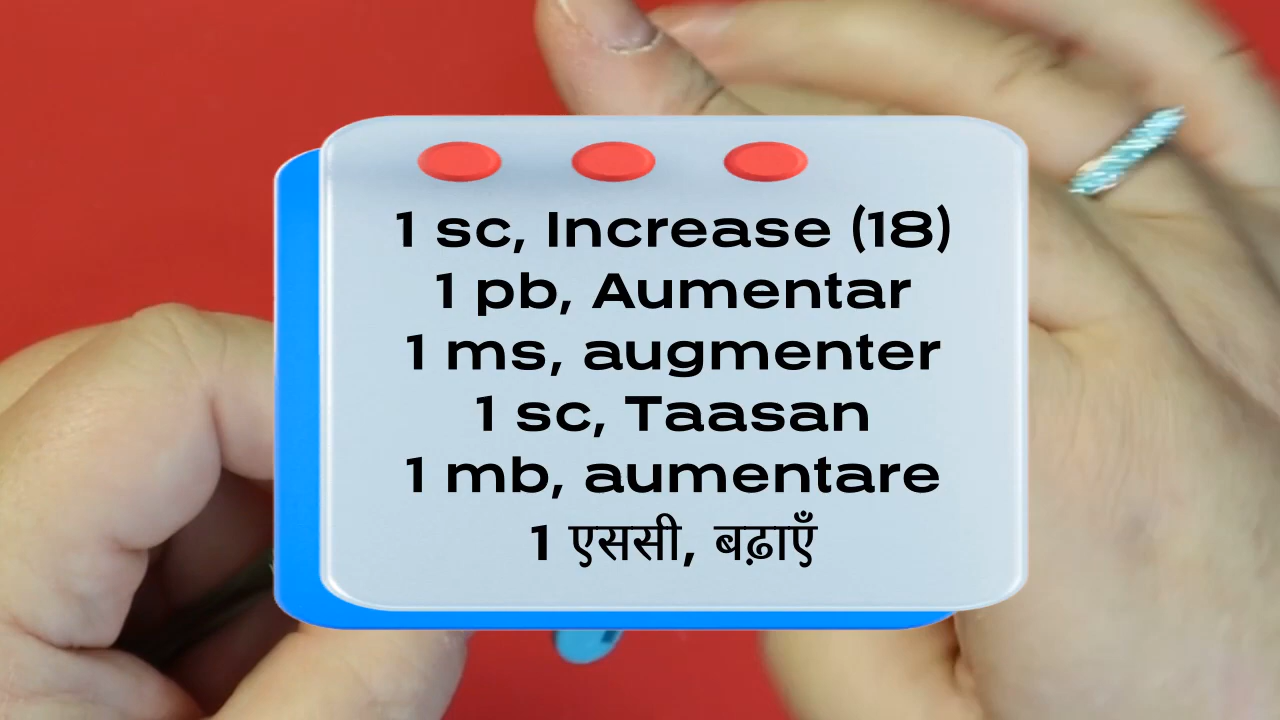 1 sc, Increase (18)
1 pb, Aumentar
1 ms, augmenter
1 sc, Taasan
1 mb, aumentare
1 एससी, बढ़ाएँ